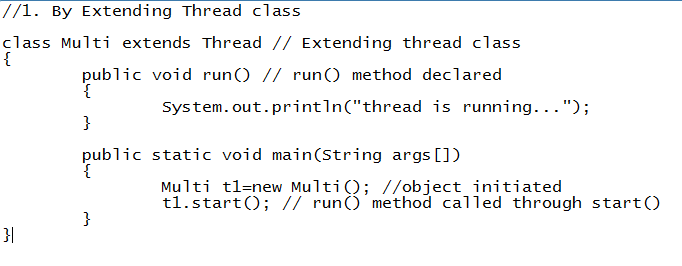 //1. By Extending Thread class
class Multi extends Thread // Extending thread class
{
public void run() // run() method declared
{
System.out.println("thread is running...");
}
public static void main(String args[])
{
Multi t1=new Multi(); //object initiated
t1.start(); // run() method called through start()
}
}